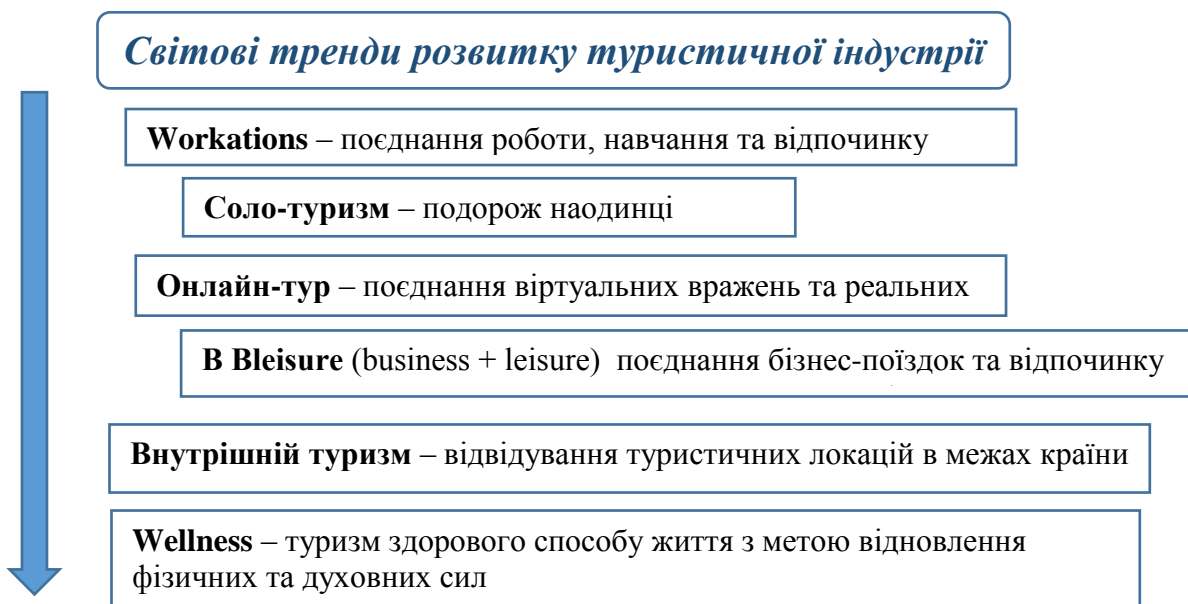 Світові тренди розвитку туристичної індустрії
Workations – поєднання роботи, навчання та відпочинку
Соло-туризм – подорож наодинці
Онлайн-тур – поєднання віртуальних вражень та реальних
В Bleisure (business + leisure) поєднання бізнес-поїздок та відпочинку
Внутрішній туризм – відвідування туристичних локацій в межах країни
Wellness – туризм здорового способу життя з метою відновлення
фізичних та духовних сил